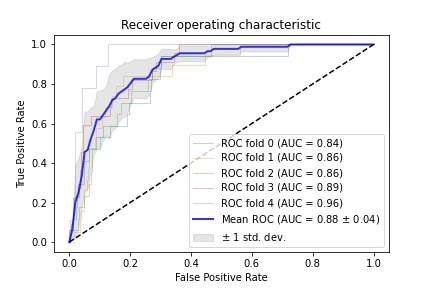 Receiver operating characteristic
True Positive Rate
1.0
0.8
0.6
0.4
0.2
0.0
ROC fold 0 (AUC = 0.84)
ROC fold 1 (AUC = 0.86)
ROC fold 2 (AUC = 0.86)
ROC fold 3 (AUC = 0.89)
ROC fold 4 (AUC = 0.96)
Mean ROC (AUC = 0.88 ± 0.04)
± 1 std. dev.
0.0 0.2 0.4 0.6 0.8 1.0
False Positive Rate